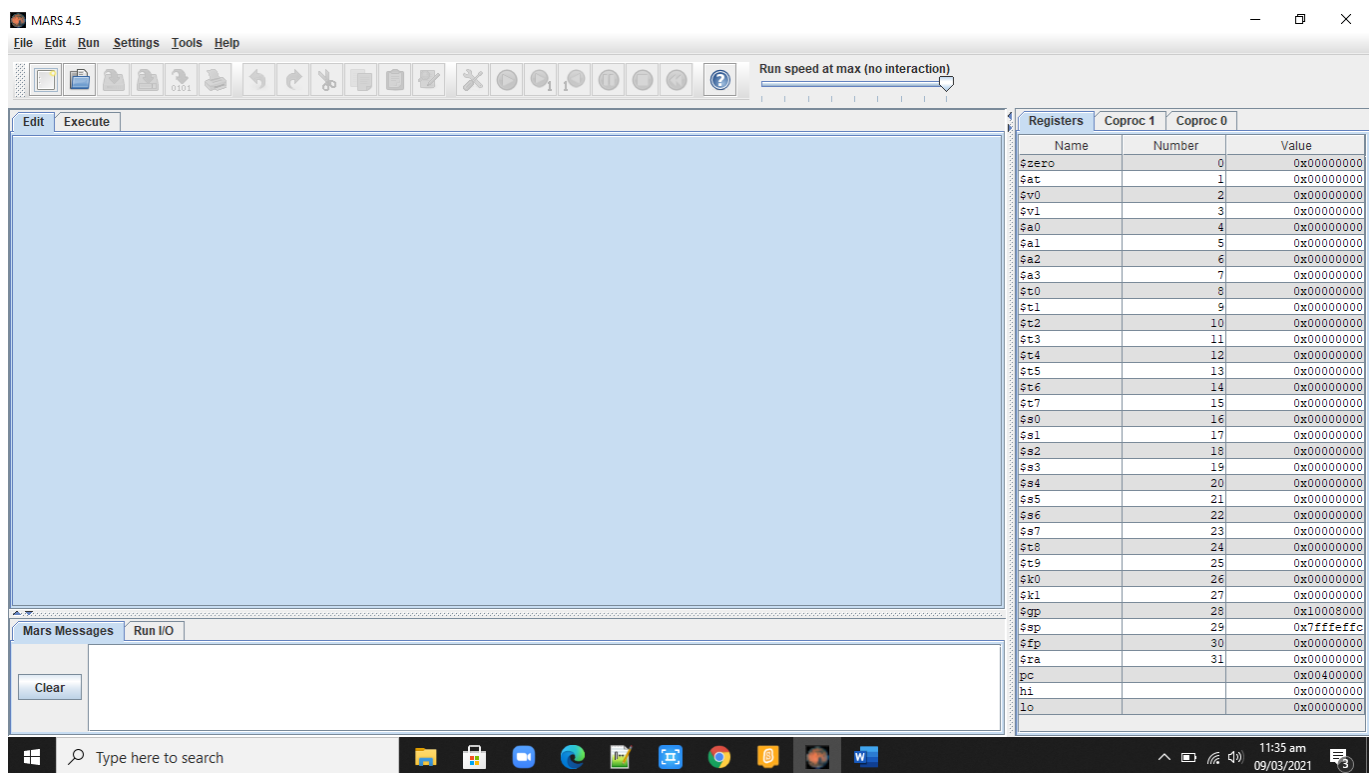 MARS 4.5
File Edit Run Settings Tools Help
Run speed at max (no interaction)
Edit Execute
Registers Coproc 1 Coproc 0
Name Number Value
$zero 0 0x00000000
$at 1 0x00000000
$v0 2 0x00000000
$v1 3 0x00000000
$a0 4 0x00000000
$a1 5 0x00000000
$a2 6 0x00000000
$a3 7 0x00000000
$t0 8 0x00000000
$t1 9 0x00000000
$t2 10 0x00000000
$t3 11 0x00000000
$t4 12 0x00000000
$t5 13 0x00000000
$t6 14 0x00000000
$t7 15 0x00000000
$s0 16 0x00000000
$s1 17 0x00000000
$s2 18 0x00000000
$s3 19 0x00000000
$s4 20 0x00000000
$s5 21 0x00000000
$s6 22 0x00000000
$s7 23 0x00000000
$t8 24 0x00000000
$t9 25 0x00000000
$k0 26 0x00000000
$k1 27 0x00000000
$gp 28 0x10008000
$sp 29 0x7fffeffc
$fp 30 0x00000000
$ra 31 0x00000000
pc 0x00400000
hi 0x00000000
lo 0x00000000
Mars Messages Run I/O
Clear
Type here to search
11:35 am
09/03/2021
3